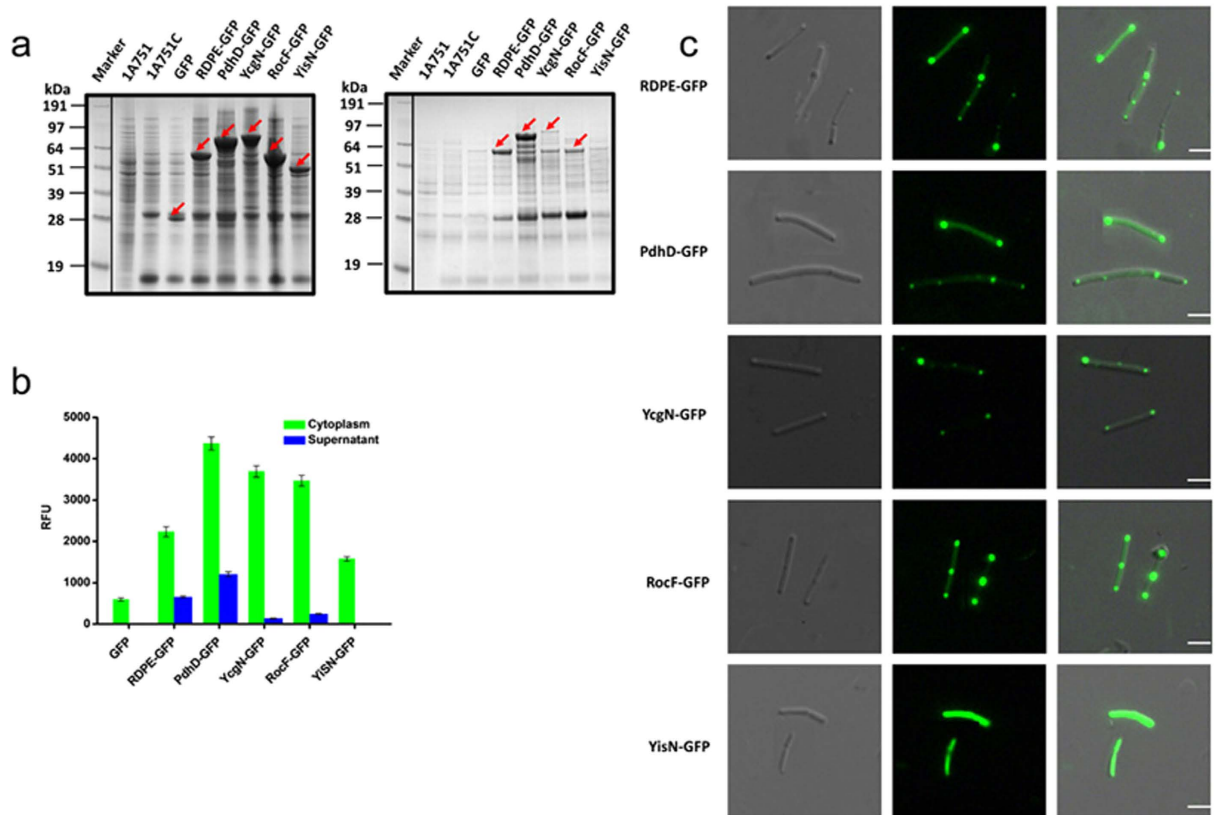 a
Marker 1A751 1A751C GFP RDPE-GFP PdhD-GFP YcgN-GFP RocF-GFP YisN-GFP
kDa
191
97
64
51
39
28
19
Marker 1A751 1A751C GFP RDPE-GFP PdhD-GFP YcgN-GFP RocF-GFP YisN-GFP
kDa
191
97
64
51
39
28
19
b
5000
4000
3000
2000
1000
0
RFU
Cytoplasm
Supernatant
GFP RDPE-GFP PdhD-GFP YcgN-GFP RocF-GFP YiSN-GFP
c
RDPE-GFP
PdhD-GFP
YcgN-GFP
RocF-GFP
YisN-GFP